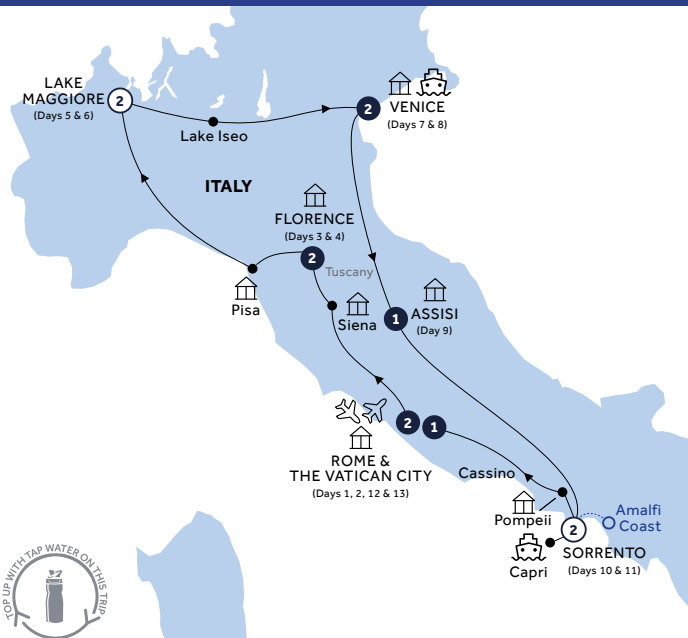 LAKE
MAGGIORE
2
(Days 5 & 6)
Lake Iseo
2
VENICE
(Days 7 & 8)
ITALY
FLORENCE
(Days 3 & 4)
2
Tuscany
Pisa
Siena
1
ASSISI
(Day 9)
2
1
ROME &
THE VATICAN CITY
(Days 1, 2, 12 & 13)
Cassino
Pompeii
Amalfi
Coast
2
Capri
SORRENTO
(Days 10 & 11)
TOP UP WITH TAP WATER ON THIS TRIP